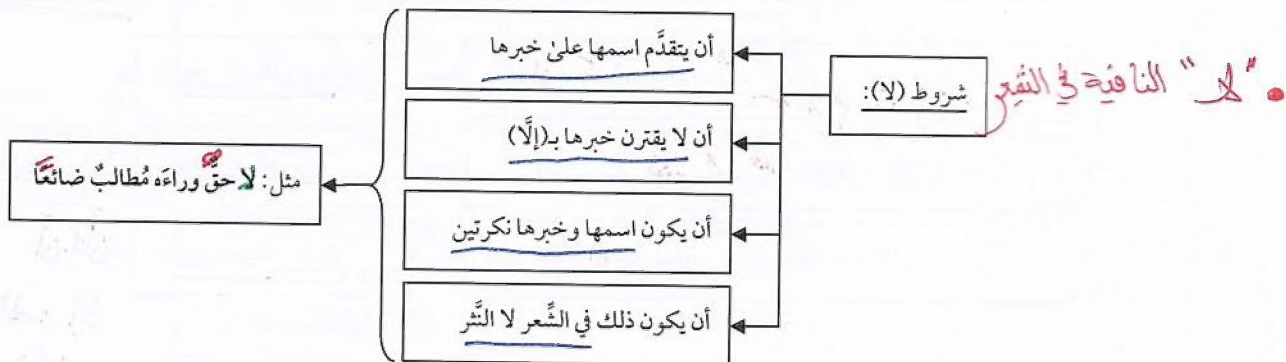 • "لا" النافية في الشعر
شروط (لا):
أن يتقدَّم اسمها على خبرها
أن لا يقترن خبرها بـ(إلَّا)
أن يكون اسمها وخبرها نكرتين
أن يكون ذلك في الشِّعر لا النَّثر
مثل: لا حقٌّ وراءَه مُطالبٌ ضائعًا